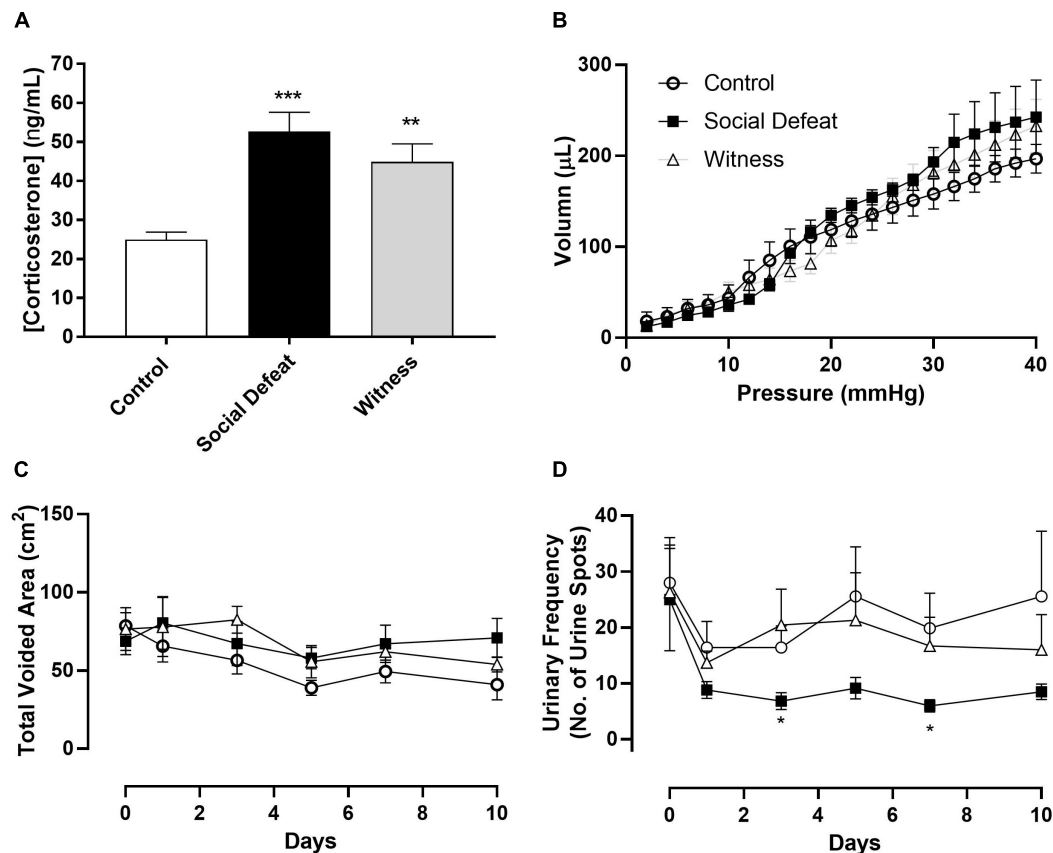 A
[Corticosterone] (ng/mL)
70
60
50
40
30
20
10
0
***
**
Control
Social Defeat
Witness
B
Volumn (µL)
300
200
100
0
Control
Social Defeat
Witness
0 10 20 30 40
Pressure (mmHg)
C
Total Voided Area (cm²)
150
100
50
0
0 2 4 6 8 10
Days
D
Urinary Frequency
(No. of Urine Spots)
40
30
20
10
0
* *
0 2 4 6 8 10
Days